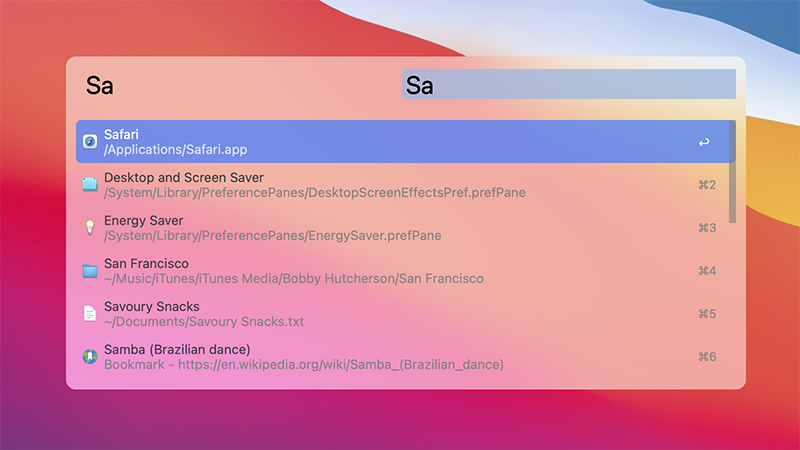 Sa Sa
Safari
/Applications/Safari.app ↩
Desktop and Screen Saver
/System/Library/PreferencePanes/DesktopScreenEffectsPref.prefPane ⌘2
Energy Saver
/System/Library/PreferencePanes/EnergySaver.prefPane ⌘3
San Francisco
~/Music/iTunes/iTunes Media/Bobby Hutcherson/San Francisco ⌘4
Savoury Snacks
~/Documents/Savoury Snacks.txt ⌘5
Samba (Brazilian dance)
Bookmark - https://en.wikipedia.org/wiki/Samba_(Brazilian_dance) ⌘6